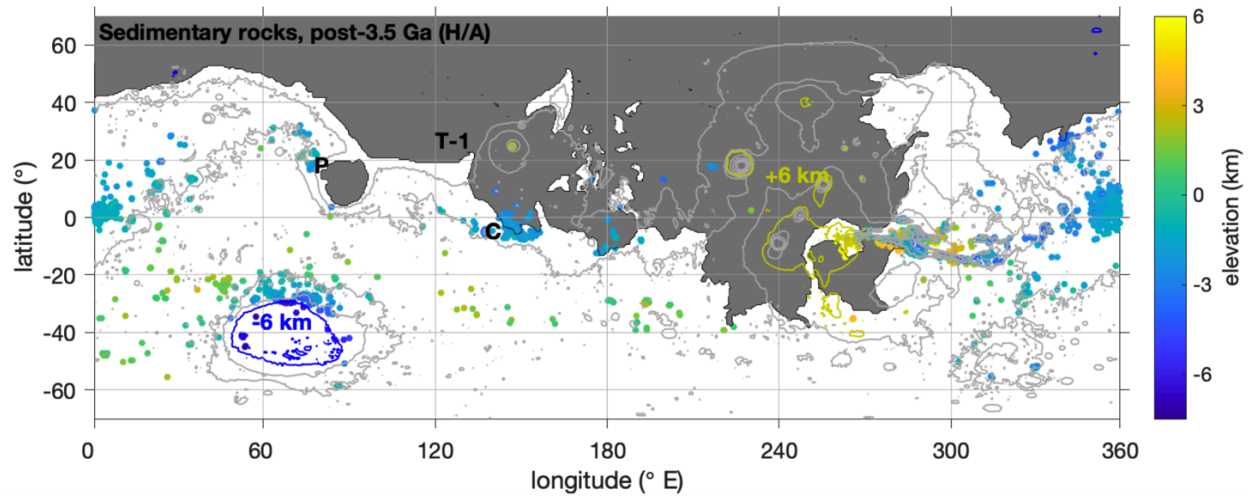 Sedimentary rocks, post-3.5 Ga (H/A)
60
40
20
0
-20
-40
-60
latitude (°)
T-1
P
C
+6 km
-6 km
0
60
120
180
240
300
360
longitude (° E)
6
3
0
-3
-6
elevation (km)